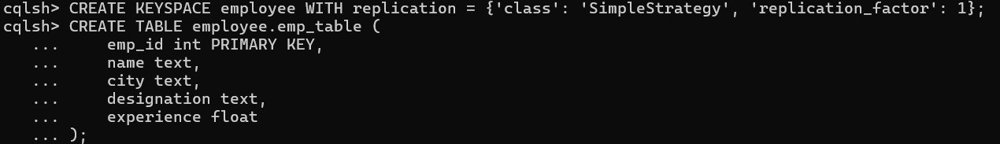 cqlsh> CREATE KEYSPACE employee WITH replication = {'class': 'SimpleStrategy', 'replication_factor': 1};
cqlsh> CREATE TABLE employee.emp_table (
   ...     emp_id int PRIMARY KEY,
   ...     name text,
   ...     city text,
   ...     designation text,
   ...     experience float
   ... );